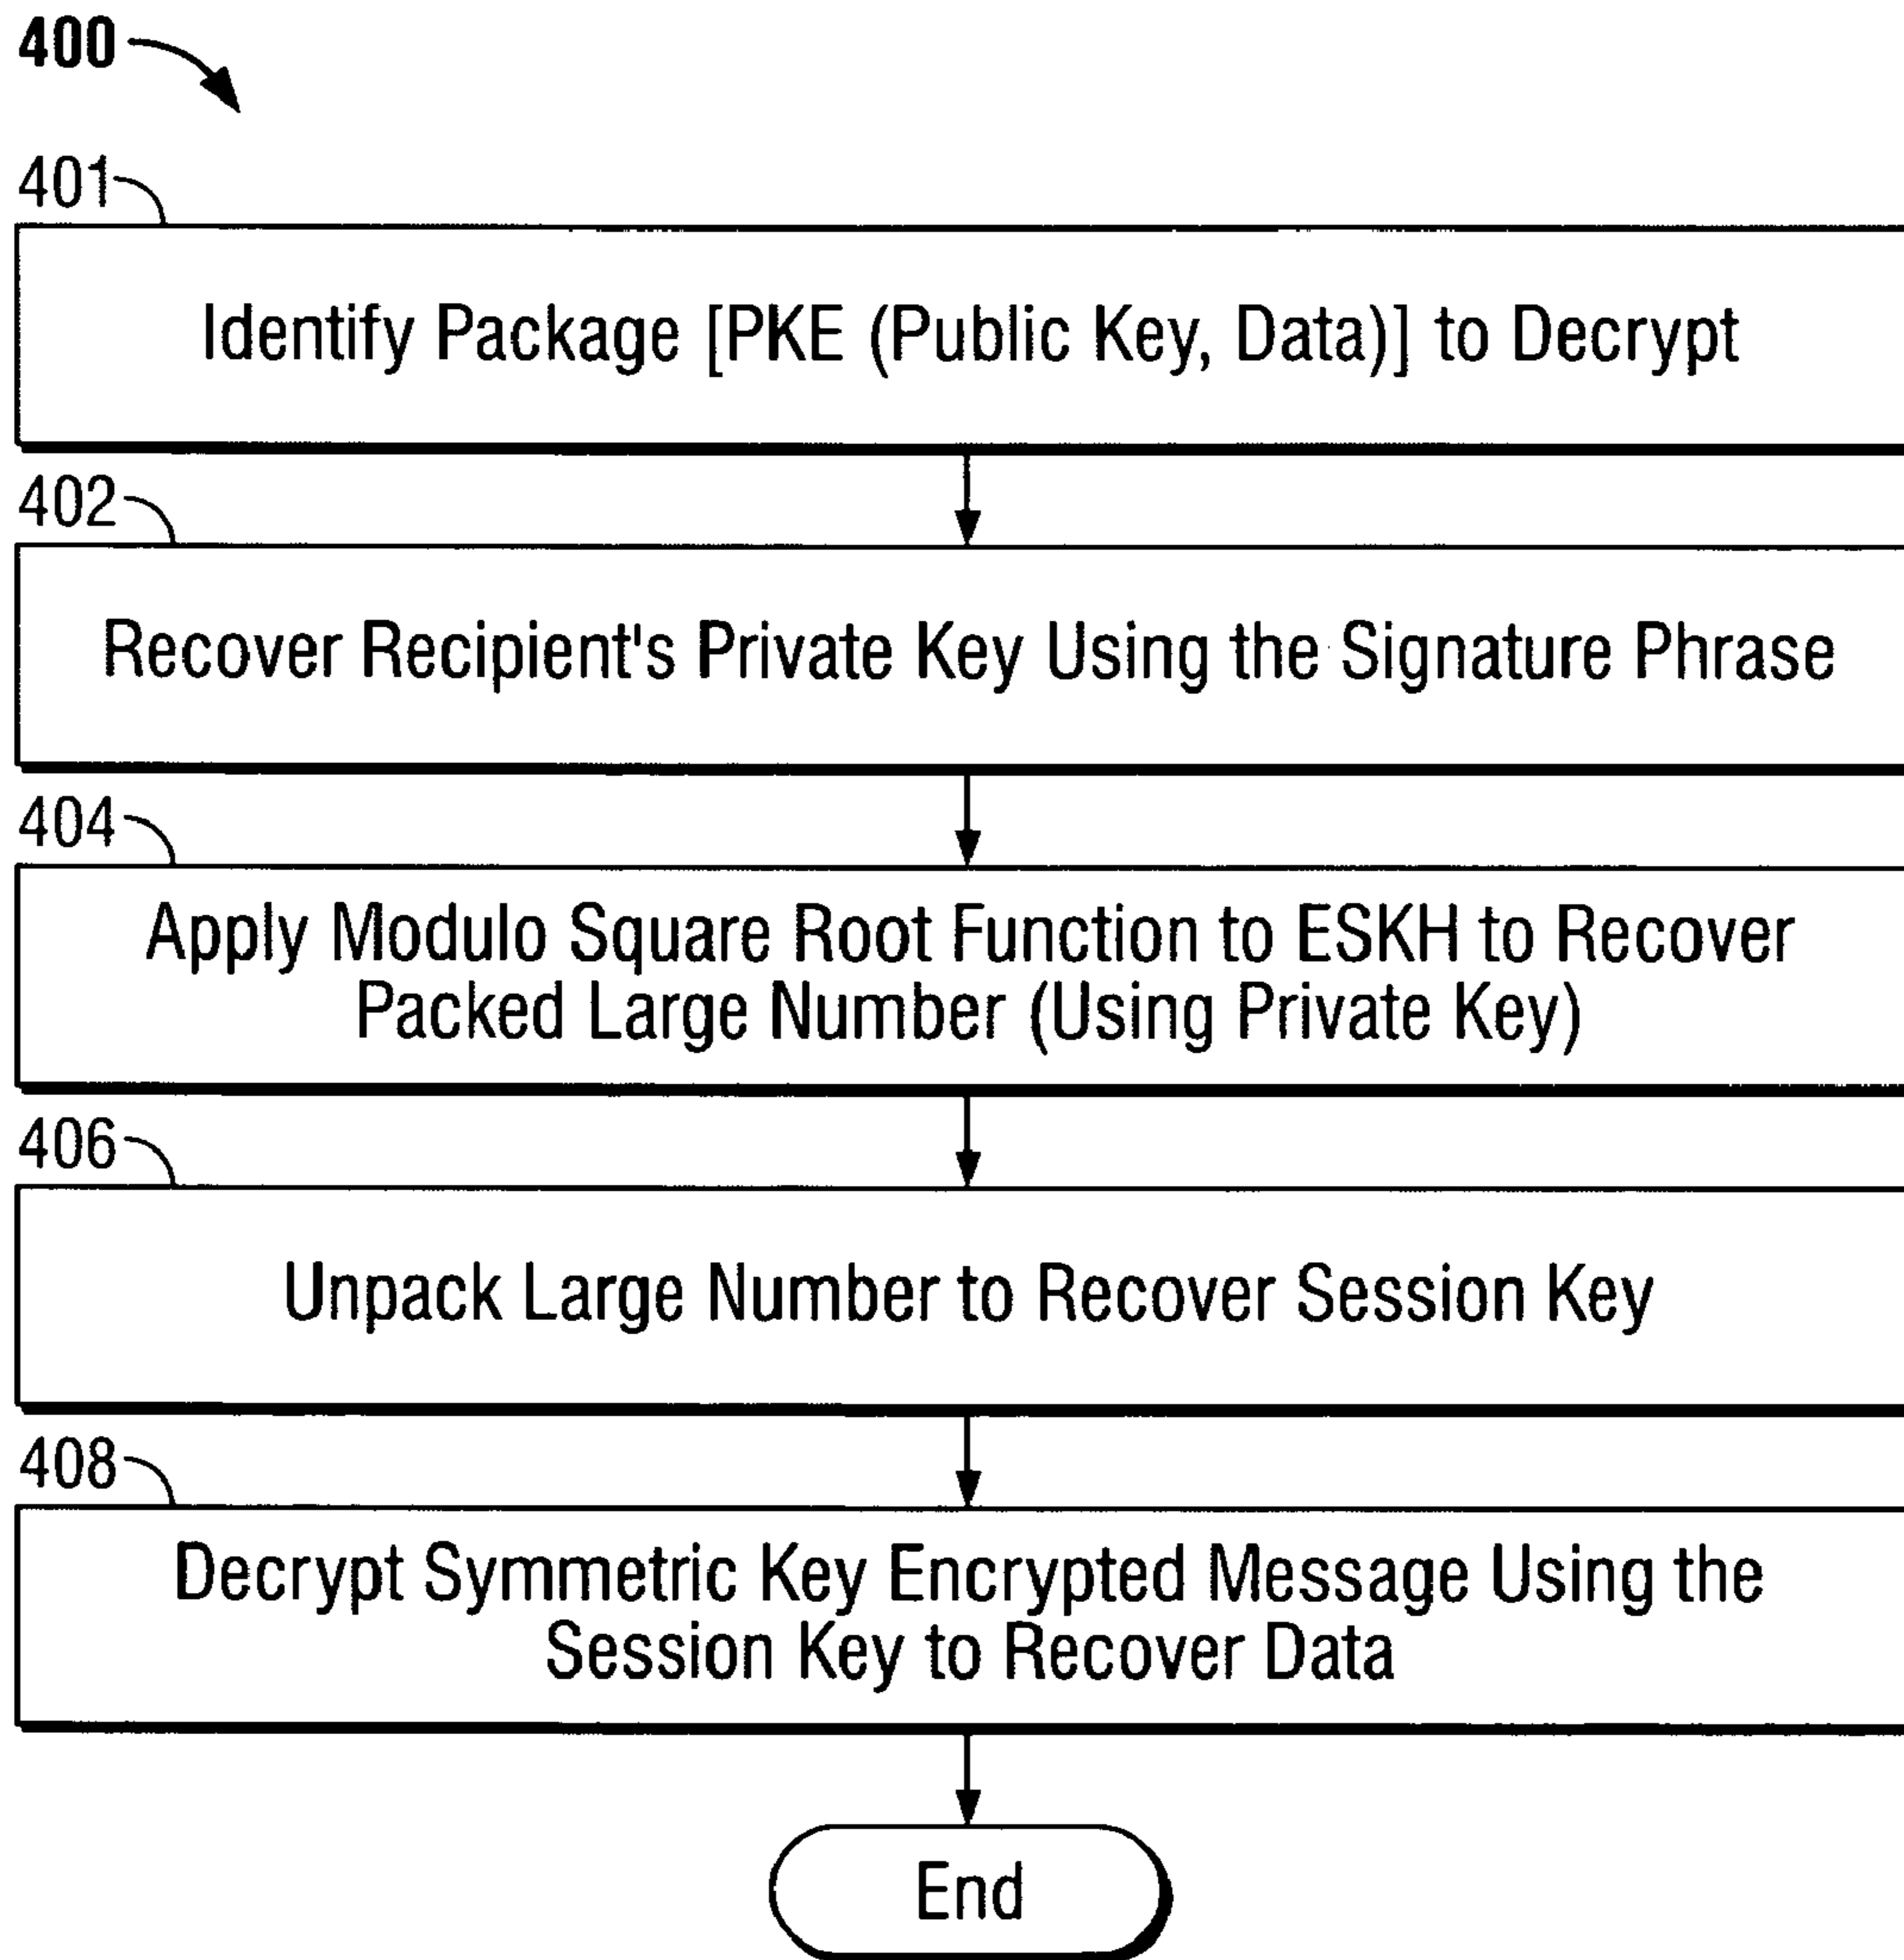 400
401
Identify Package [PKE (Public Key, Data)] to Decrypt
402
Recover Recipient's Private Key Using the Signature Phrase
404
Apply Modulo Square Root Function to ESKH to Recover
Packed Large Number (Using Private Key)
406
Unpack Large Number to Recover Session Key
408
Decrypt Symmetric Key Encrypted Message Using the
Session Key to Recover Data
End